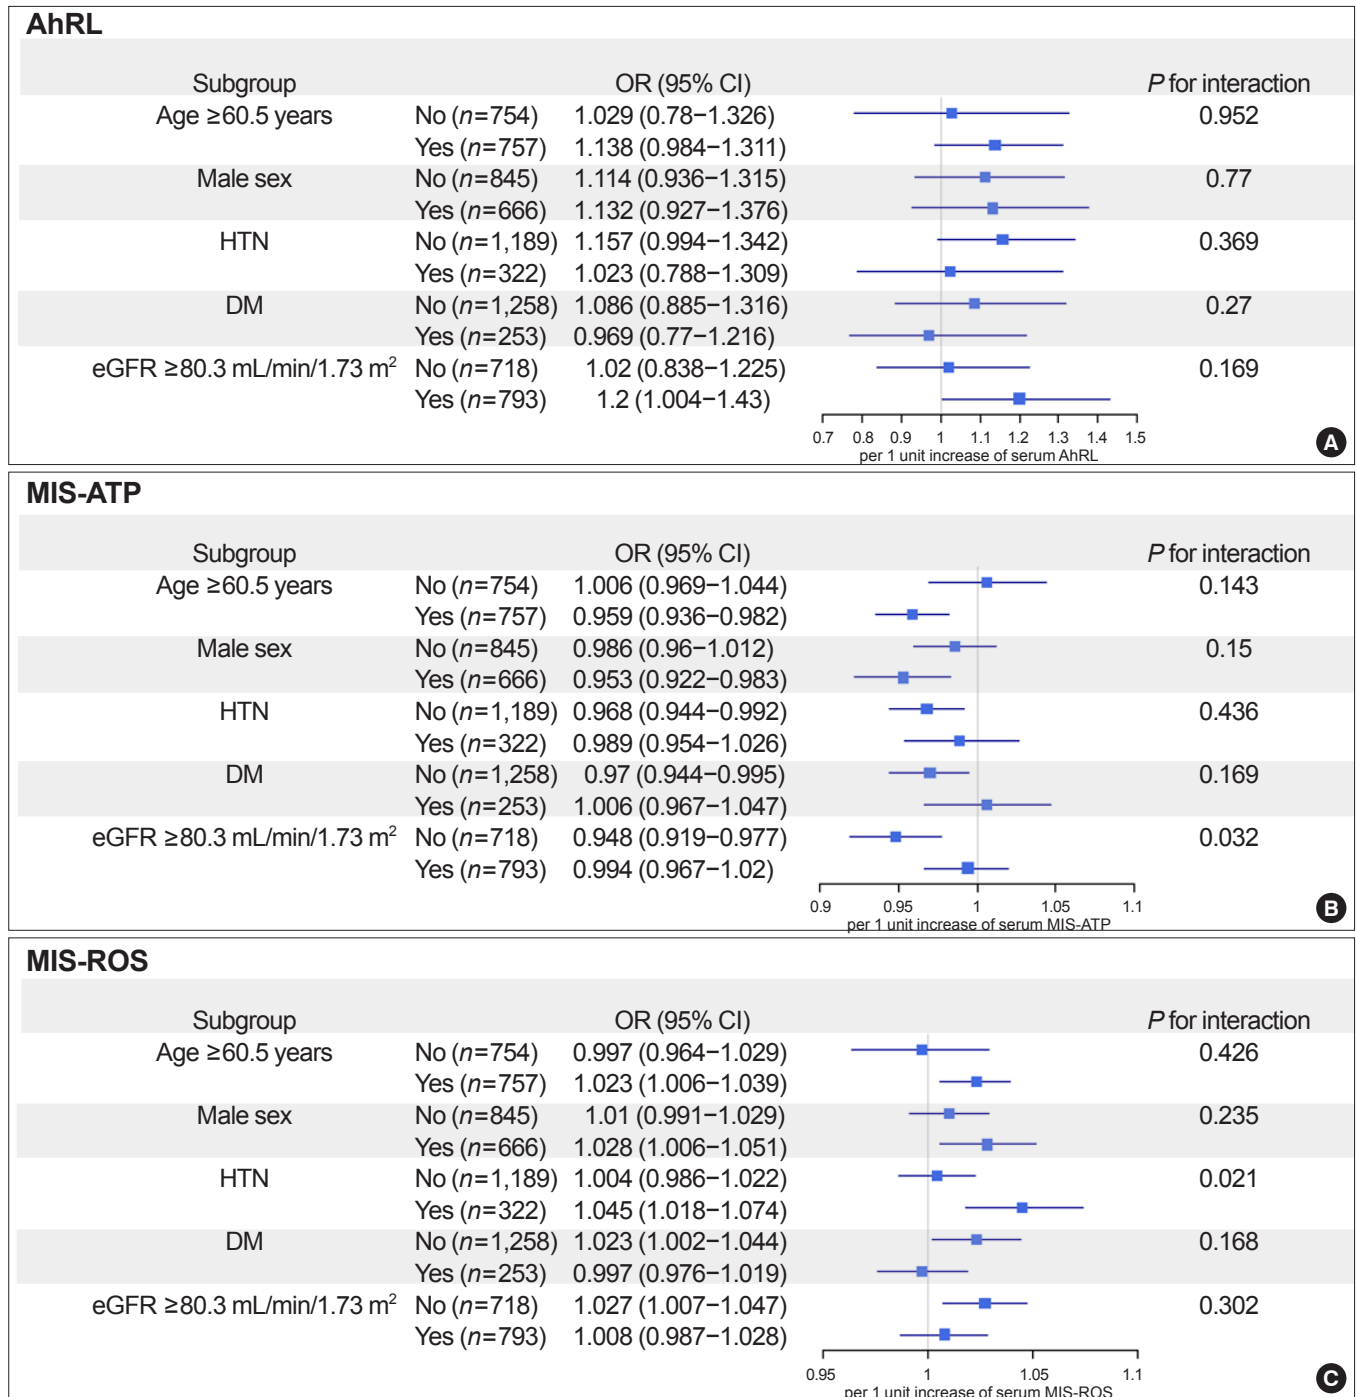 AhRL
Subgroup OR (95% CI) P for interaction
Age ≥60.5 years No (n=754) 1.029 (0.78−1.326) 0.952
Yes (n=757) 1.138 (0.984−1.311)
Male sex No (n=845) 1.114 (0.936−1.315) 0.77
Yes (n=666) 1.132 (0.927−1.376)
HTN No (n=1,189) 1.157 (0.994−1.342) 0.369
Yes (n=322) 1.023 (0.788−1.309)
DM No (n=1,258) 1.086 (0.885−1.316) 0.27
Yes (n=253) 0.969 (0.77−1.216)
eGFR ≥80.3 mL/min/1.73 m² No (n=718) 1.02 (0.838−1.225) 0.169
Yes (n=793) 1.2 (1.004−1.43)
0.7 0.8 0.9 1 1.1 1.2 1.3 1.4 1.5
per 1 unit increase of serum AhRL
A
MIS-ATP
Subgroup OR (95% CI) P for interaction
Age ≥60.5 years No (n=754) 1.006 (0.969−1.044) 0.143
Yes (n=757) 0.959 (0.936−0.982)
Male sex No (n=845) 0.986 (0.96−1.012) 0.15
Yes (n=666) 0.953 (0.922−0.983)
HTN No (n=1,189) 0.968 (0.944−0.992) 0.436
Yes (n=322) 0.989 (0.954−1.026)
DM No (n=1,258) 0.97 (0.944−0.995) 0.169
Yes (n=253) 1.006 (0.967−1.047)
eGFR ≥80.3 mL/min/1.73 m² No (n=718) 0.948 (0.919−0.977) 0.032
Yes (n=793) 0.994 (0.967−1.02)
0.9 0.95 1 1.05 1.1
per 1 unit increase of serum MIS-ATP
B
MIS-ROS
Subgroup OR (95% CI) P for interaction
Age ≥60.5 years No (n=754) 0.997 (0.964−1.029) 0.426
Yes (n=757) 1.023 (1.006−1.039)
Male sex No (n=845) 1.01 (0.991−1.029) 0.235
Yes (n=666) 1.028 (1.006−1.051)
HTN No (n=1,189) 1.004 (0.986−1.022) 0.021
Yes (n=322) 1.045 (1.018−1.074)
DM No (n=1,258) 1.023 (1.002−1.044) 0.168
Yes (n=253) 0.997 (0.976−1.019)
eGFR ≥80.3 mL/min/1.73 m² No (n=718) 1.027 (1.007−1.047) 0.302
Yes (n=793) 1.008 (0.987−1.028)
0.95 1 1.05 1.1
per 1 unit increase of serum MIS-ROS
C